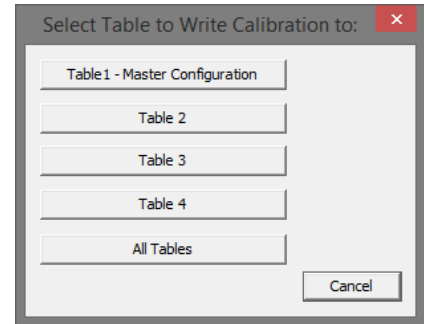 Select Table to Write Calibration to:
Table1 - Master Configuration
Table 2
Table 3
Table 4
All Tables
Cancel